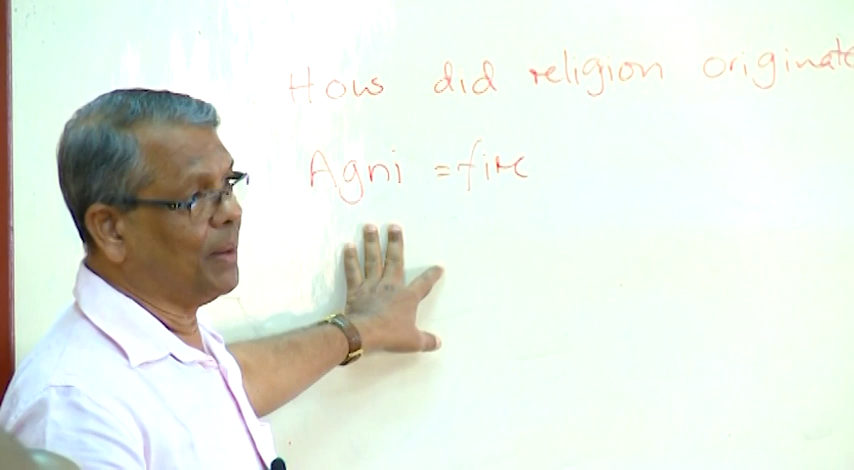 How did religion originate
Agni = fire